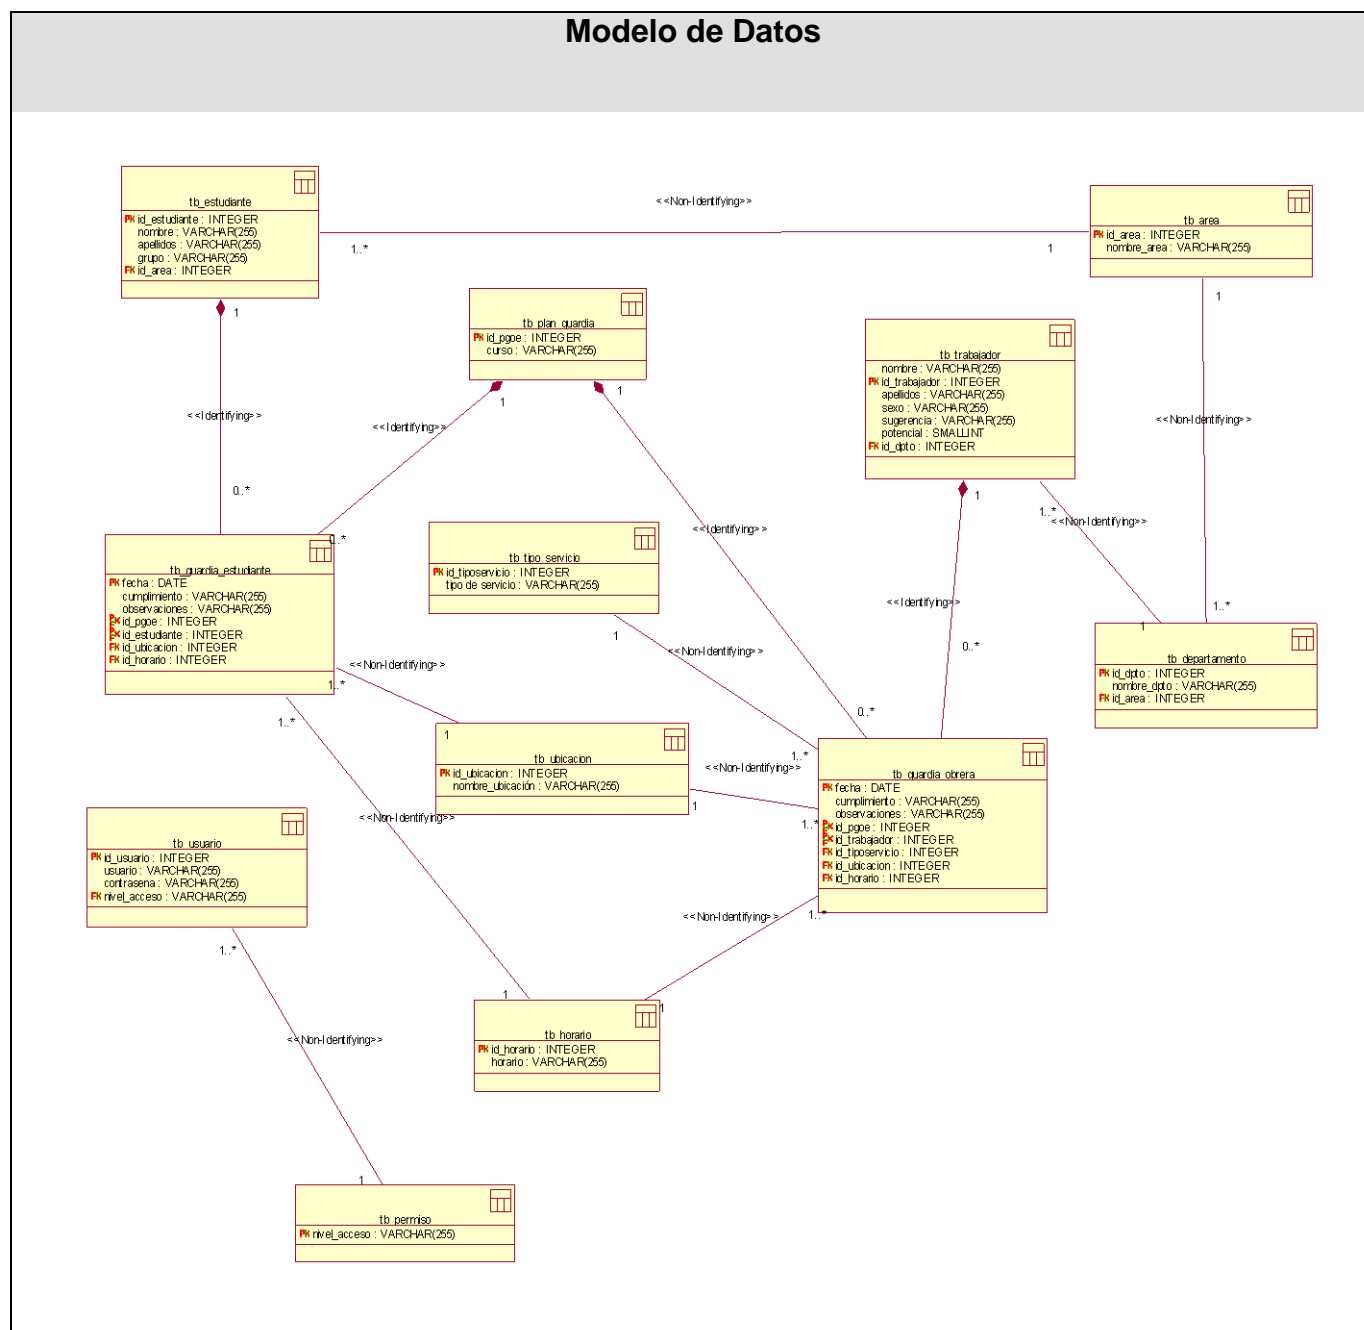 Modelo de Datos
tb_estudiante
PK id_estudiante : INTEGER
nombre : VARCHAR(255)
apellidos : VARCHAR(255)
grupo : VARCHAR(255)
FK id_area : INTEGER
<<Non-Identifying>>
1..*
1
tb_area
PK id_area : INTEGER
nombre_area : VARCHAR(255)
1
1
tb_plan_guardia
PK id_pgoe : INTEGER
curso : VARCHAR(255)
1
1
tb_trabajador
nombre : VARCHAR(255)
PK id_trabajador : INTEGER
apellidos : VARCHAR(255)
sexo : VARCHAR(255)
sugerencia : VARCHAR(255)
potencial : SMALLINT
FK id_dpto : INTEGER
<<Identifying>>
<<Identifying>>
<<Non-Identifying>>
0..*
0..*
1
1..*
<<Identifying>>
<<Non-Identifying>>
tb_guardia_estudiante
PK fecha : DATE
cumplimiento : VARCHAR(255)
observaciones : VARCHAR(255)
id_pgoe : INTEGER
id_estudiante : INTEGER
FK id_ubicacion : INTEGER
FK id_horario : INTEGER
tb_tipo_servicio
PK id_tiposervicio : INTEGER
tipo de servicio : VARCHAR(255)
1
<<Non-Identifying>>
<<Identifying>>
0..*
0..*
1
1..*
tb_departamento
PK id_dpto : INTEGER
nombre_dpto : VARCHAR(255)
FK id_area : INTEGER
<<Non-Identifying>>
1..*
1..*
1
tb_ubicacion
PK id_ubicacion : INTEGER
nombre_ubicación : VARCHAR(255)
1
<<Non-Identifying>>
1..*
1..*
tb_guardia_obrera
PK fecha : DATE
cumplimiento : VARCHAR(255)
observaciones : VARCHAR(255)
id_pgoe : INTEGER
id_trabajador : INTEGER
FK id_tiposervicio : INTEGER
FK id_ubicacion : INTEGER
FK id_horario : INTEGER
<<Non-Identifying>>
tb_usuario
PK id_usuario : INTEGER
usuario : VARCHAR(255)
contrasena : VARCHAR(255)
FK nivel_acceso : VARCHAR(255)
1..*
<<Non-Identifying>>
1..*
1
1
tb_horario
PK id_horario : INTEGER
horario : VARCHAR(255)
<<Non-Identifying>>
1
tb_permiso
PK nivel_acceso : VARCHAR(255)